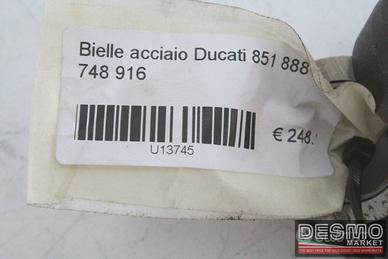 Bielle acciaio Ducati 851 888
748 916
€ 248.
U13745
DESMO
MARKET